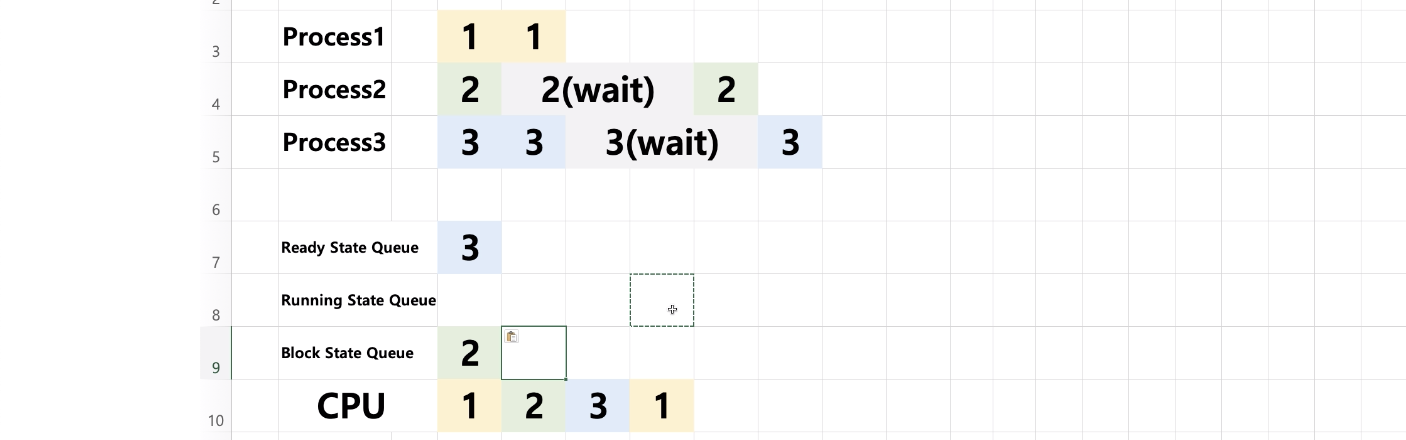 2
3 Process1 1 1
4 Process2 2 2(wait) 2
5 Process3 3 3 3(wait) 3
6
7 Ready State Queue 3
8 Running State Queue
9 Block State Queue 2
10 CPU 1 2 3 1